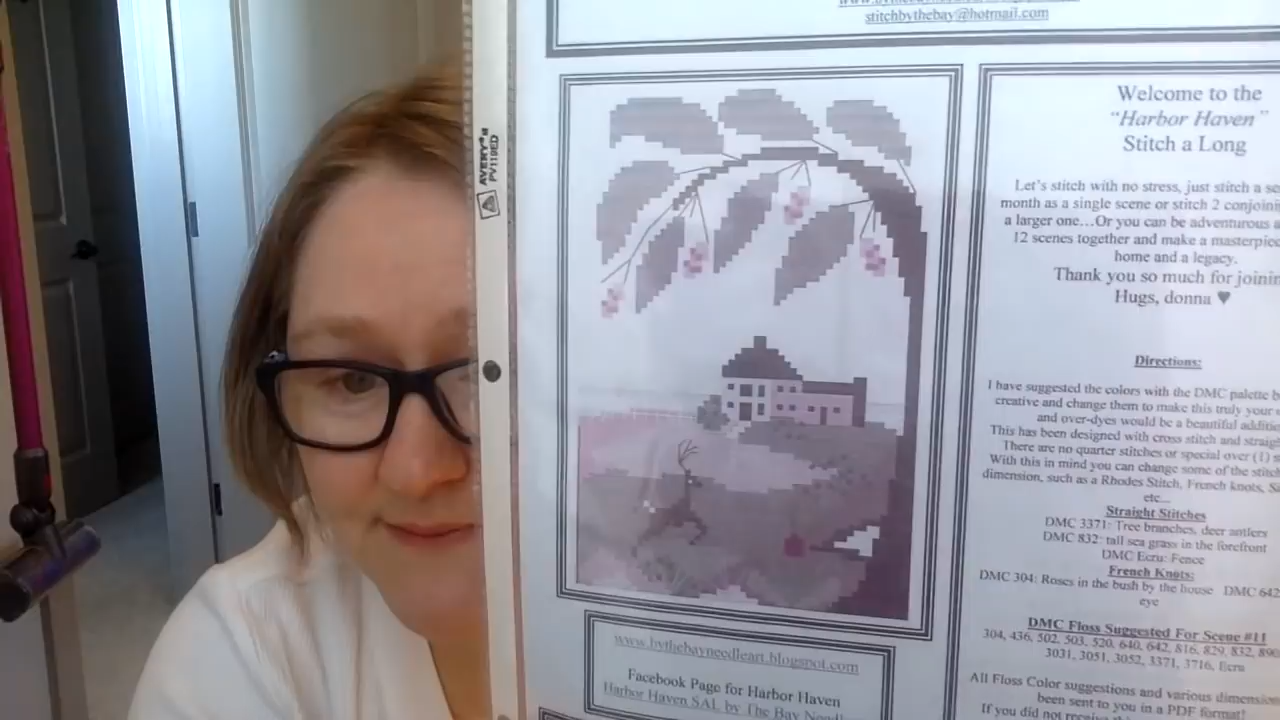 stitchbythebay@hotmail.com
AVERY®
PV119ED
Welcome to the
“Harbor Haven”
Stitch a Long
Let’s stitch with no stress, just stitch a
month as a single scene or stitch 2
a larger one…Or you can be adventurous
12 scenes together and make a
home and a legacy.
Thank you so much for
Hugs, donna ♥
Directions:
I have suggested the colors with the DMC palette
creative and change them to make this truly your
and over-dyes would be a beautiful
This has been designed with cross stitch and
There are no quarter stitches or special over (1)
With this in mind you can change some of the
dimension, such as a Rhodes Stitch, French knots,
etc...
Straight Stitches
DMC 3371: Tree branches, deer antlers
DMC 832: tall sea grass in the forefront
DMC Ecru: Fence
French Knots:
DMC 304: Roses in the bush by the house DMC 642
eye
DMC Floss Suggested For Scene #11
304, 436, 502, 503, 520, 640, 642, 816, 829, 832,
3031, 3051, 3052, 3371, 3716, Ecru
All Floss Color suggestions and various
been sent to you in a PDF format!
If you did not
www.bythebayneedleart.blogspot.com
Facebook Page for Harbor Haven
Harbor Haven SAL by The Bay